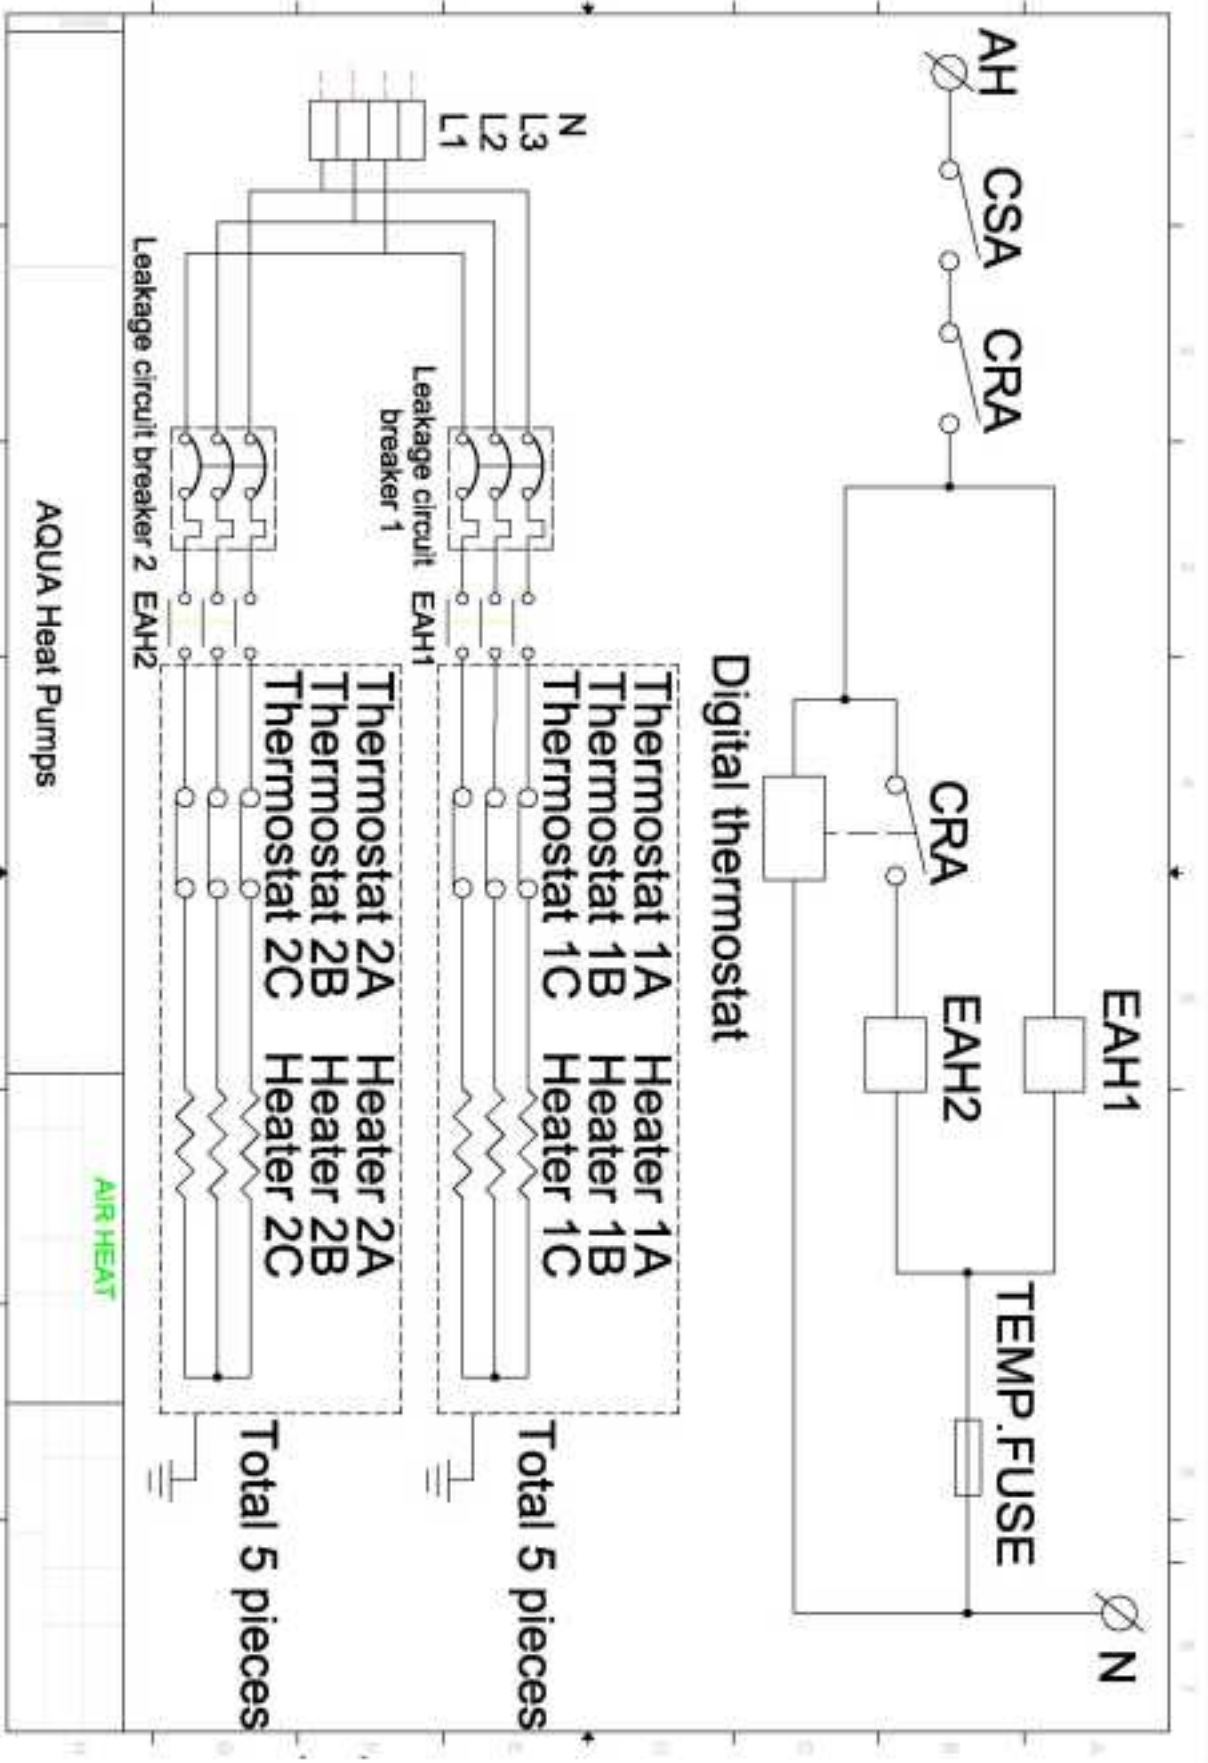 AH CSA CRA
EAH1
CRA
EAH2
TEMP.FUSE
N
Digital thermostat
N
L3
L2
L1
Leakage circuit
breaker 1
EAH1
Thermostat 1A Heater 1A
Thermostat 1B Heater 1B
Thermostat 1C Heater 1C
Total 5 pieces
Leakage circuit breaker 2 EAH2
Thermostat 2A Heater 2A
Thermostat 2B Heater 2B
Thermostat 2C Heater 2C
Total 5 pieces
AQUA Heat Pumps
AIR HEAT